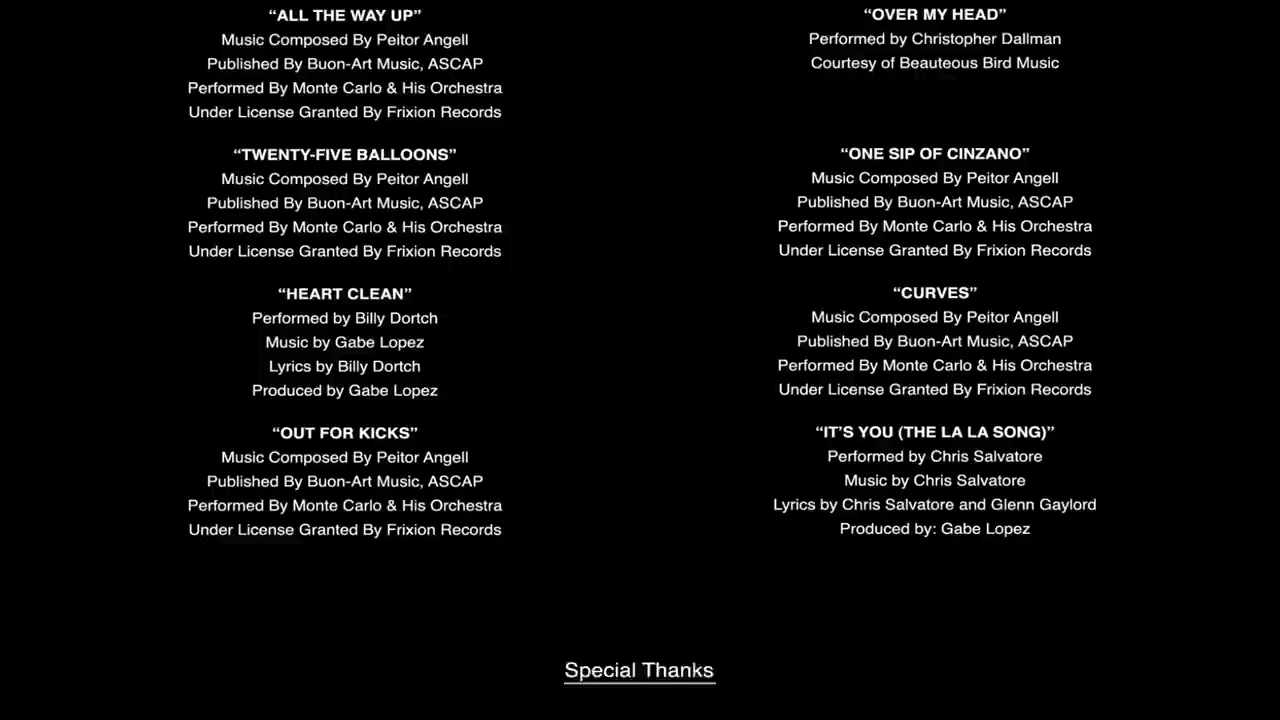 “ALL THE WAY UP”
Music Composed By Peitor Angell
Published By Buon-Art Music, ASCAP
Performed By Monte Carlo & His Orchestra
Under License Granted By Frixion Records
“TWENTY-FIVE BALLOONS”
Music Composed By Peitor Angell
Published By Buon-Art Music, ASCAP
Performed By Monte Carlo & His Orchestra
Under License Granted By Frixion Records
“HEART CLEAN”
Performed by Billy Dortch
Music by Gabe Lopez
Lyrics by Billy Dortch
Produced by Gabe Lopez
“OUT FOR KICKS”
Music Composed By Peitor Angell
Published By Buon-Art Music, ASCAP
Performed By Monte Carlo & His Orchestra
Under License Granted By Frixion Records
“OVER MY HEAD”
Performed by Christopher Dallman
Courtesy of Beauteous Bird Music
“ONE SIP OF CINZANO”
Music Composed By Peitor Angell
Published By Buon-Art Music, ASCAP
Performed By Monte Carlo & His Orchestra
Under License Granted By Frixion Records
“CURVES”
Music Composed By Peitor Angell
Published By Buon-Art Music, ASCAP
Performed By Monte Carlo & His Orchestra
Under License Granted By Frixion Records
“IT’S YOU (THE LA LA SONG)”
Performed by Chris Salvatore
Music by Chris Salvatore
Lyrics by Chris Salvatore and Glenn Gaylord
Produced by: Gabe Lopez
Special Thanks